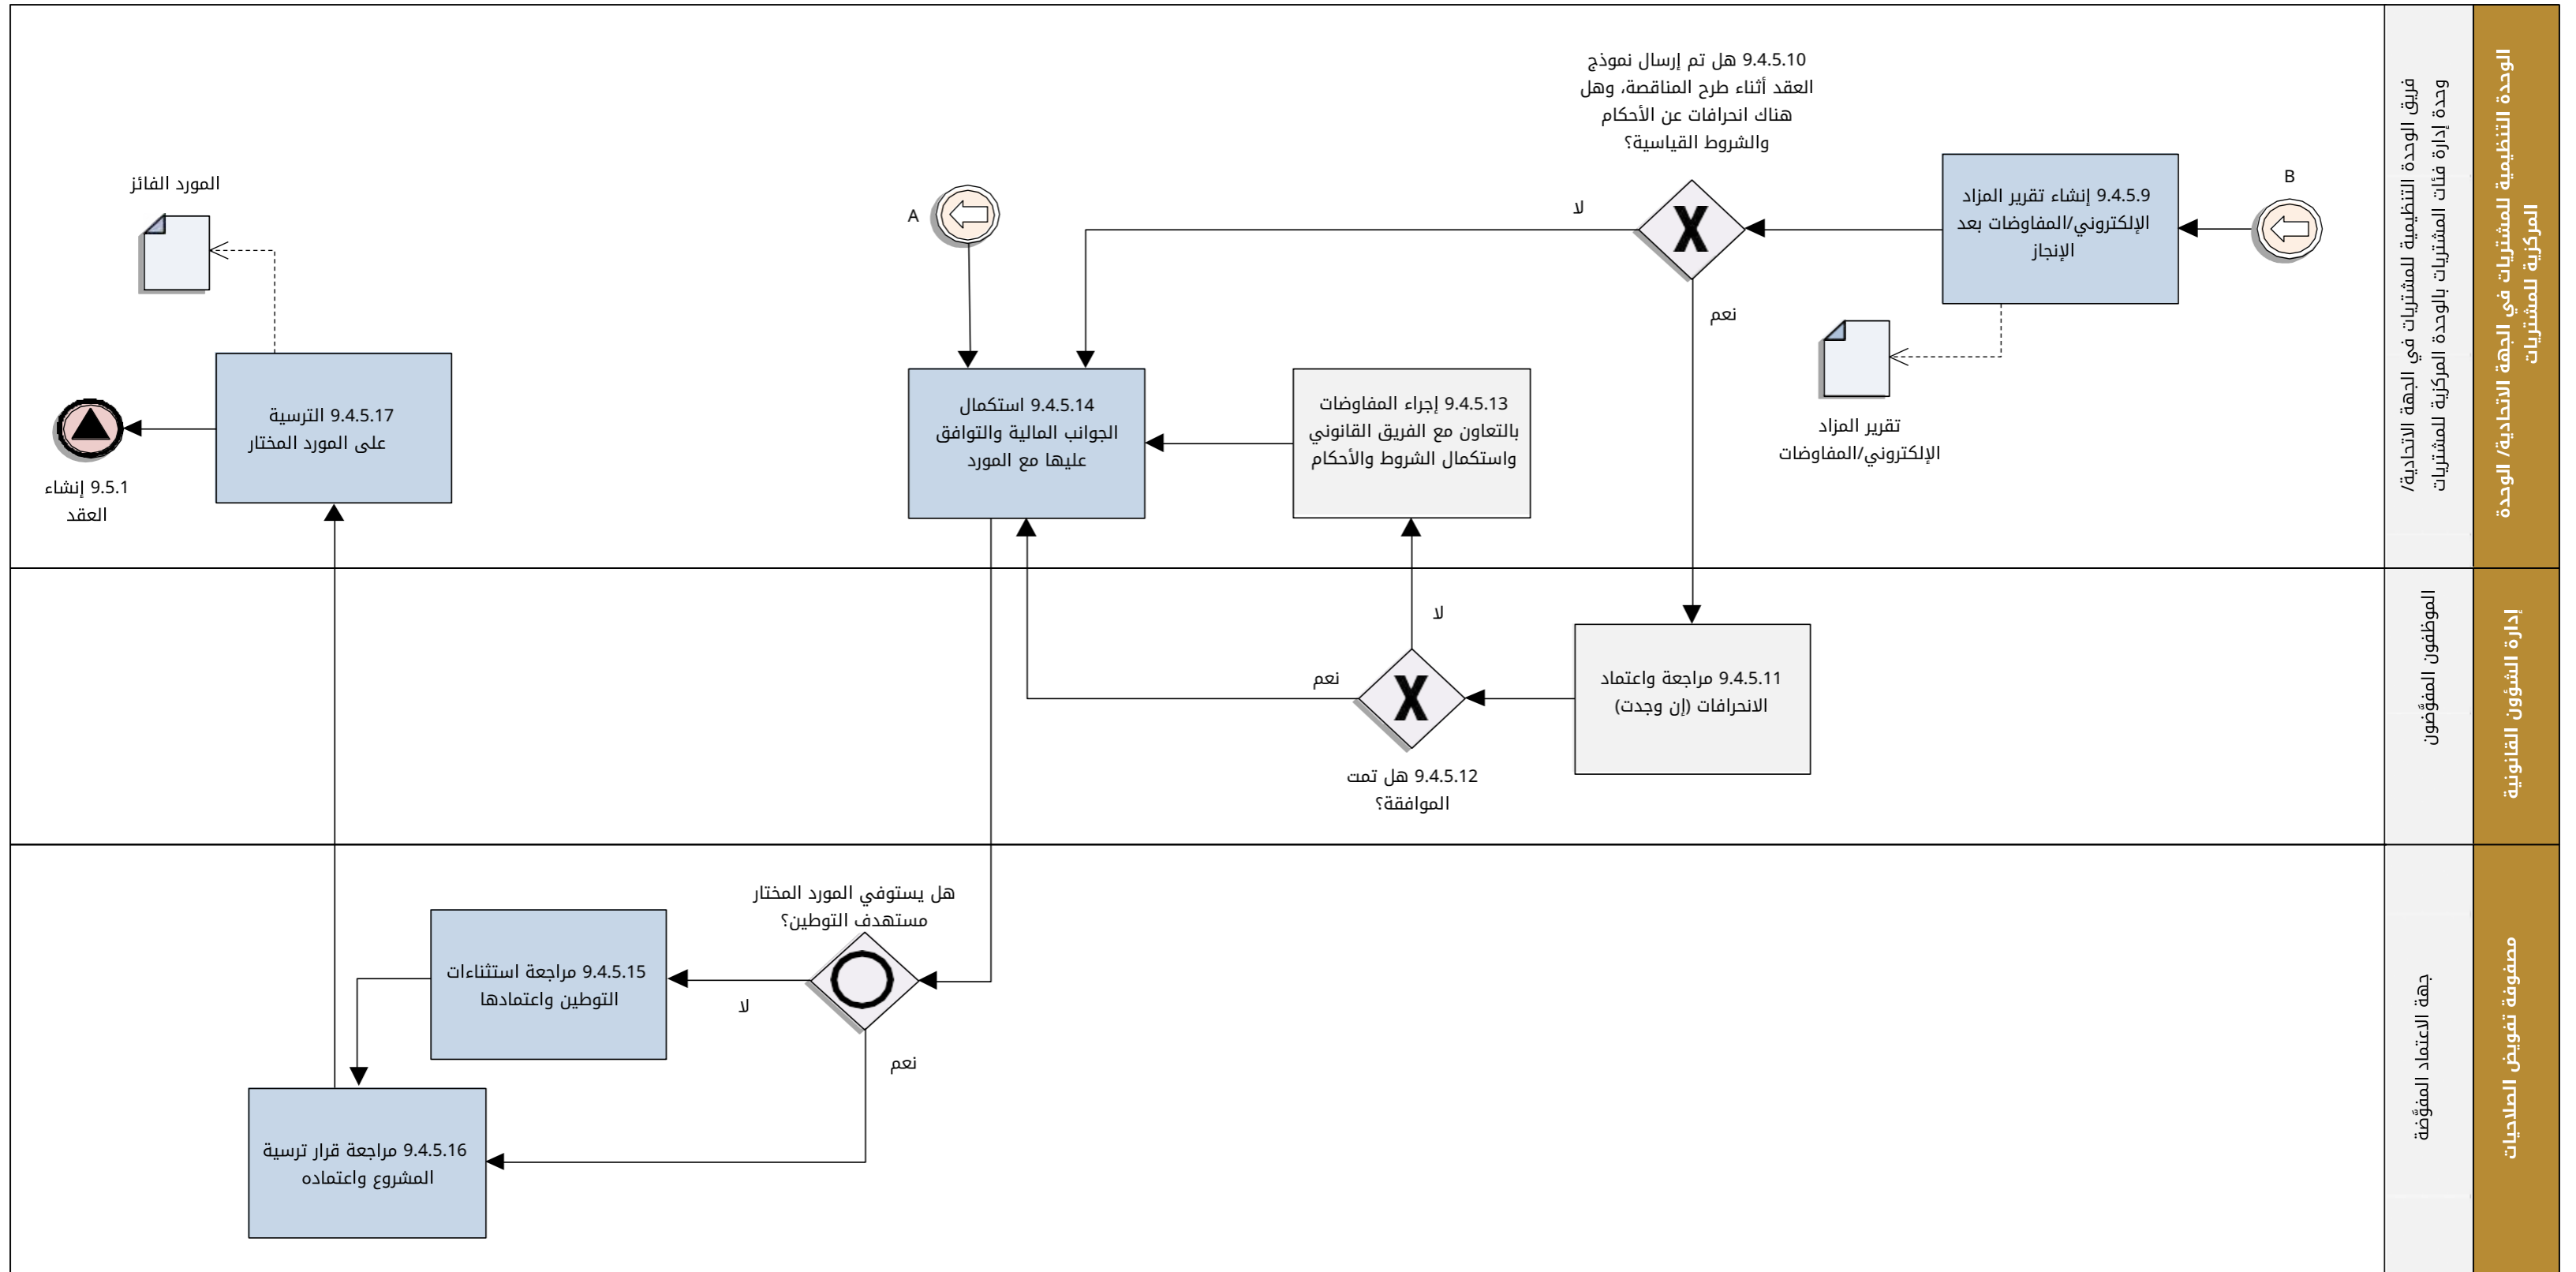 الوحدة التنظيمية للمشتريات في الجهة الاتحادية/ الوحدة
المركزية للمشتريات
فريق الوحدة التنظيمية للمشتريات في الجهة الاتحادية/
وحدة إدارة فئات المشتريات بالوحدة المركزية للمشتريات
B
9.4.5.9 إنشاء تقرير المزاد
الإلكتروني/المفاوضات بعد
الإنجاز
تقرير المزاد
الإلكتروني/المفاوضات
9.4.5.10 هل تم إرسال نموذج
العقد أثناء طرح المناقصة، وهل
هناك انحرافات عن الأحكام
والشروط القياسية؟
لا
نعم
A
9.4.5.13 إجراء المفاوضات
بالتعاون مع الفريق القانوني
واستكمال الشروط والأحكام
9.4.5.14 استكمال
الجوانب المالية والتوافق
عليها مع المورد
المورد الفائز
9.4.5.17 الترسية
على المورد المختار
9.5.1 إنشاء
العقد
إدارة الشؤون القانونية
الموظفون المفوَّضون
9.4.5.11 مراجعة واعتماد
الانحرافات (إن وجدت)
لا
نعم
9.4.5.12 هل تمت
الموافقة؟
مصفوفة تفويض الصلاحيات
جهة الاعتماد المفوَّضة
هل يستوفي المورد المختار
مستهدف التوطين؟
لا
نعم
9.4.5.15 مراجعة استثناءات
التوطين واعتمادها
9.4.5.16 مراجعة قرار ترسية
المشروع واعتماده